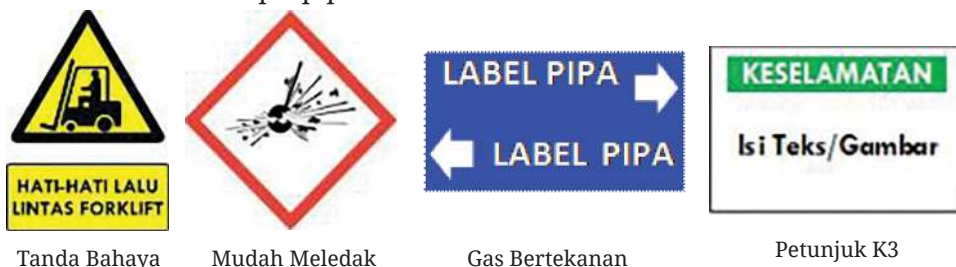 HATI-HATI LALU
LINTAS FORKLIFT
Tanda Bahaya
Mudah Meledak
LABEL PIPA
LABEL PIPA
Gas Bertekanan
KESELAMATAN
Isi Teks/Gambar
Petunjuk K3